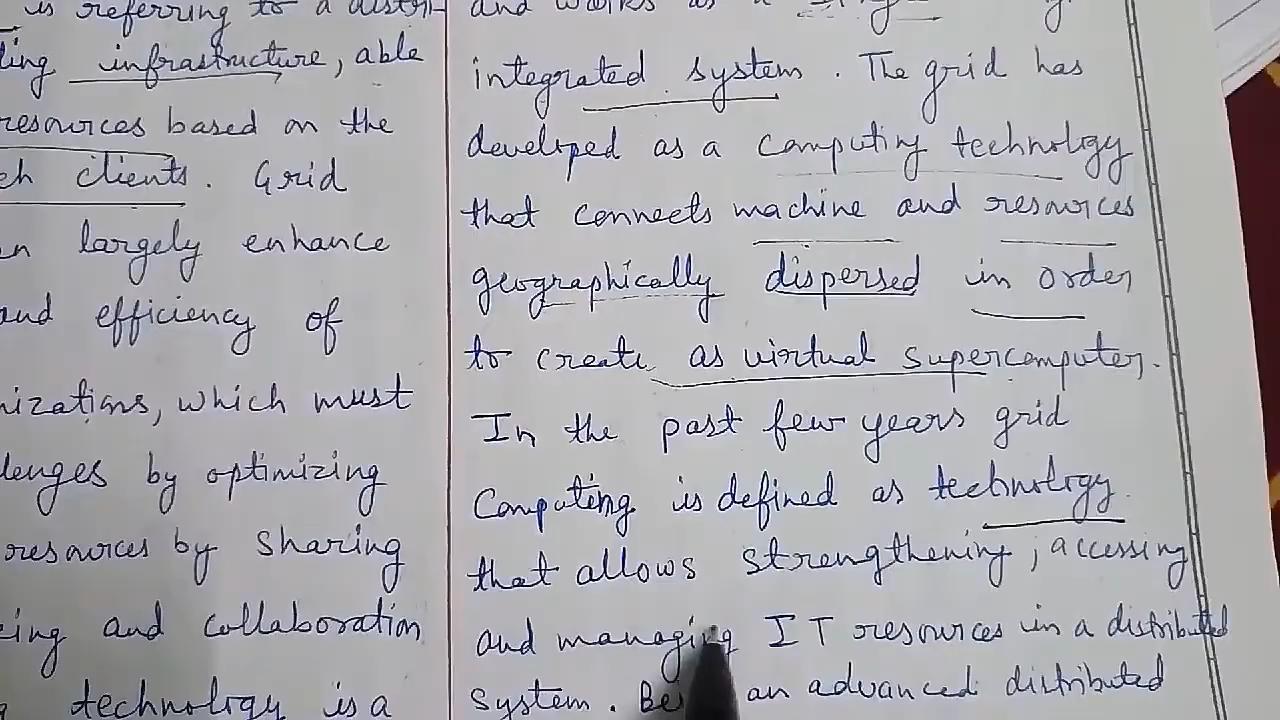 is referring to a distri-
ling infrastructure, able
resources based on the
ch clients. Grid
n largely enhance
and efficiency of
nizations, which must
lenges by optimizing
resources by sharing
cing and collaboration
technology is a
and works as a
integrated system. The grid has
developed as a computing technology
that connects machine and resources
geographically dispersed in order
to create as virtual supercomputer.
In the past few years grid
Computing is defined as technology
that allows strengthening, accessing
and managing IT resources in a distributed
system. an advanced distributed